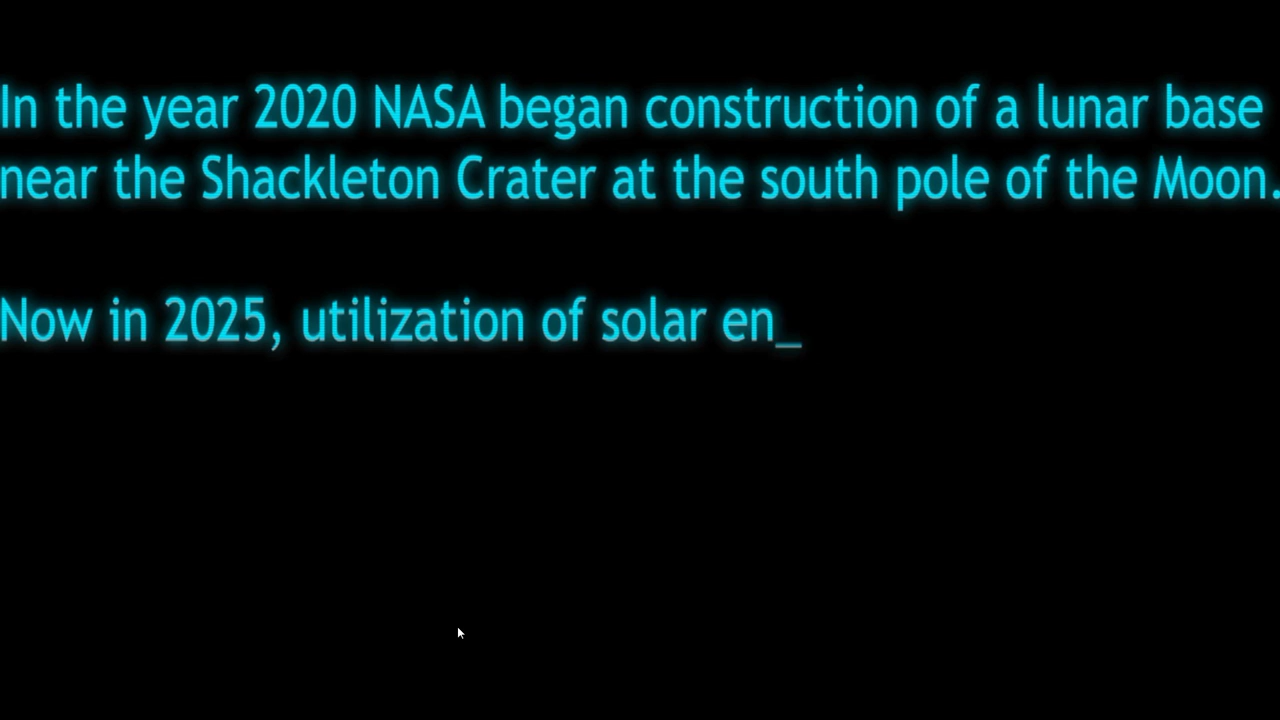 In the year 2020 NASA began construction of a lunar base
near the Shackleton Crater at the south pole of the Moon.
Now in 2025, utilization of solar en_